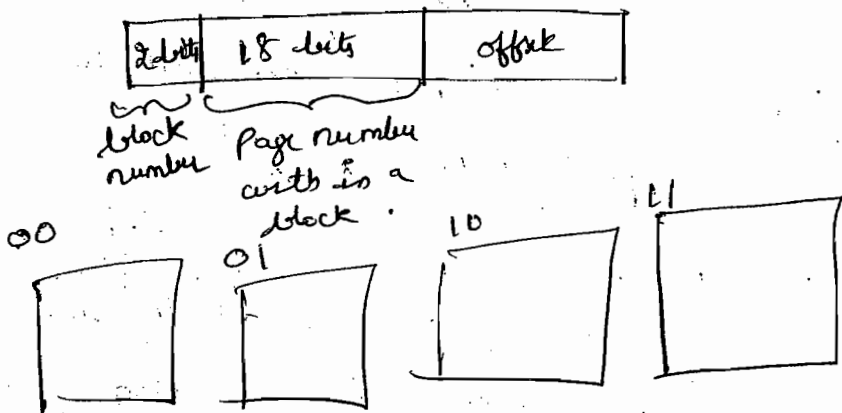 2 bits 18 bits offset
block Page number
number with in a
block.
00 01 10 11